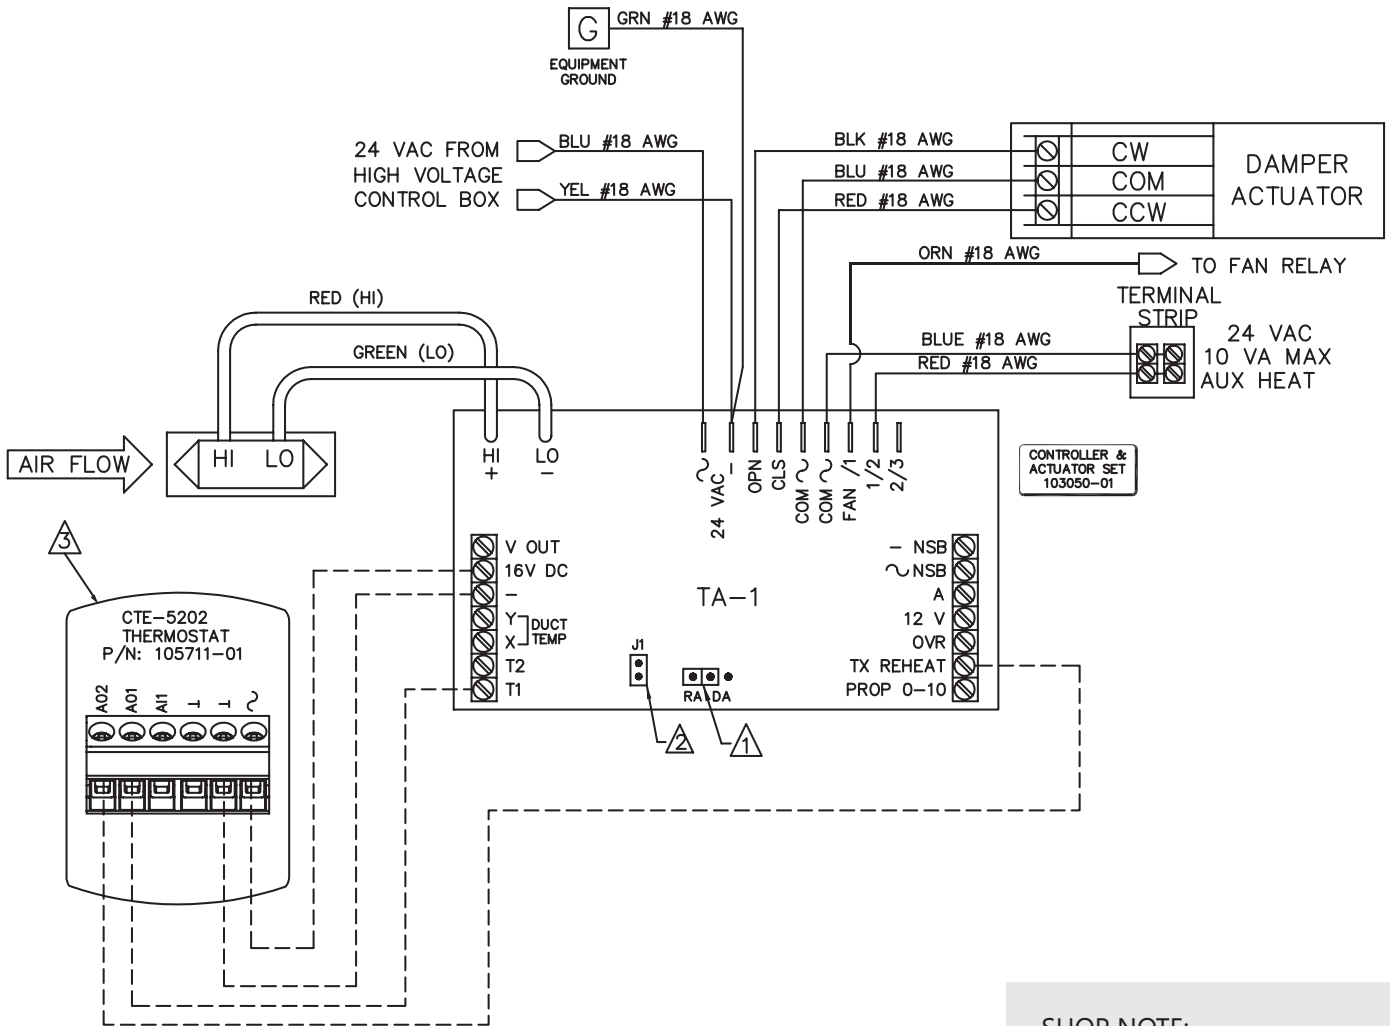 G
GRN #18 AWG
EQUIPMENT
GROUND
24 VAC FROM
HIGH VOLTAGE
CONTROL BOX
BLU #18 AWG
YEL #18 AWG
BLK #18 AWG
BLU #18 AWG
RED #18 AWG
CW
COM
CCW
DAMPER
ACTUATOR
ORN #18 AWG
TO FAN RELAY
TERMINAL
STRIP
BLUE #18 AWG
RED #18 AWG
24 VAC
10 VA MAX
AUX HEAT
RED (HI)
GREEN (LO)
AIR FLOW
HI LO
HI
+
LO
–
24 VAC
–
OPN
CLS
COM
COM
FAN /1
1/2
2/3
CONTROLLER &
ACTUATOR SET
103050-01
V OUT
16V DC
–
Y
X
DUCT
TEMP
T2
T1
TA-1
J1
RA DA
– NSB
NSB
A
12 V
OVR
TX REHEAT
PROP 0-10
2
1
3
CTE-5202
THERMOSTAT
P/N: 105711-01
AO2
AO1
AI1
SHOP NOTE: